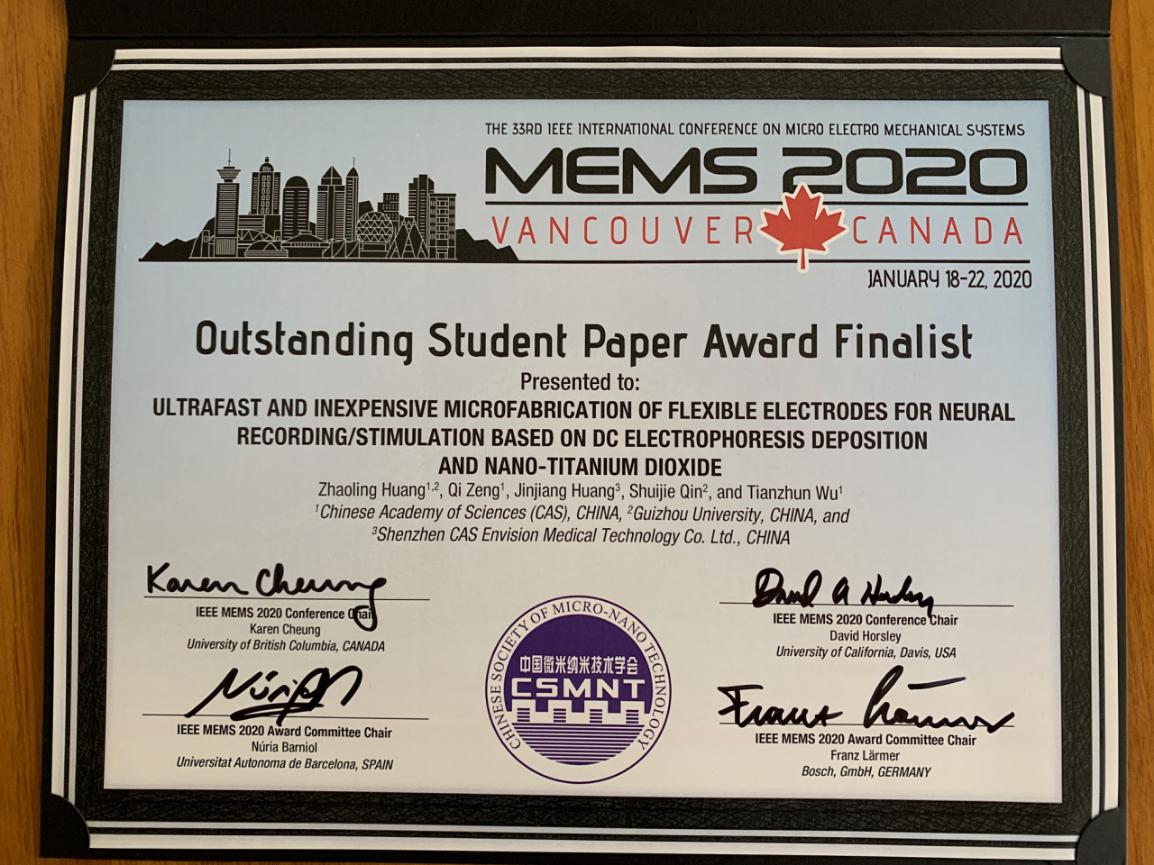 THE 33RD IEEE INTERNATIONAL CONFERENCE ON MICRO ELECTRO MECHANICAL SYSTEMS
MEMS 2020
VANCOUVER CANADA
JANUARY 18-22, 2020
Outstanding Student Paper Award Finalist
Presented to:
ULTRAFAST AND INEXPENSIVE MICROFABRICATION OF FLEXIBLE ELECTRODES FOR NEURAL
RECORDING/STIMULATION BASED ON DC ELECTROPHORESIS DEPOSITION
AND NANO-TITANIUM DIOXIDE
Zhaoling Huang¹,², Qi Zeng¹, Jinjiang Huang³, Shuijie Qin², and Tianzhun Wu¹
¹Chinese Academy of Sciences (CAS), CHINA, ²Guizhou University, CHINA, and
³Shenzhen CAS Envision Medical Technology Co. Ltd., CHINA
Karen Cheung
IEEE MEMS 2020 Conference Chair
Karen Cheung
University of British Columbia, CANADA
David A Horsley
IEEE MEMS 2020 Conference Chair
David Horsley
University of California, Davis, USA
Núria
IEEE MEMS 2020 Award Committee Chair
Núria Barniol
Universitat Autonoma de Barcelona, SPAIN
CHINESE SOCIETY OF MICRO-NANO TECHNOLOGY
中国微米纳米技术学会
CSMNT
Franz Lärmer
IEEE MEMS 2020 Award Committee Chair
Franz Lärmer
Bosch, GmbH, GERMANY